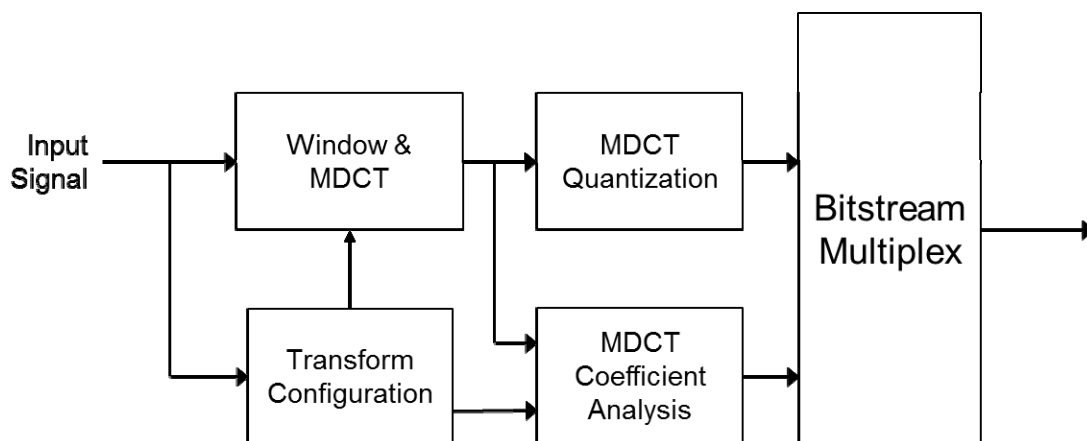 Input
Signal
Window &
MDCT
MDCT
Quantization
Bitstream
Multiplex
Transform
Configuration
MDCT
Coefficient
Analysis